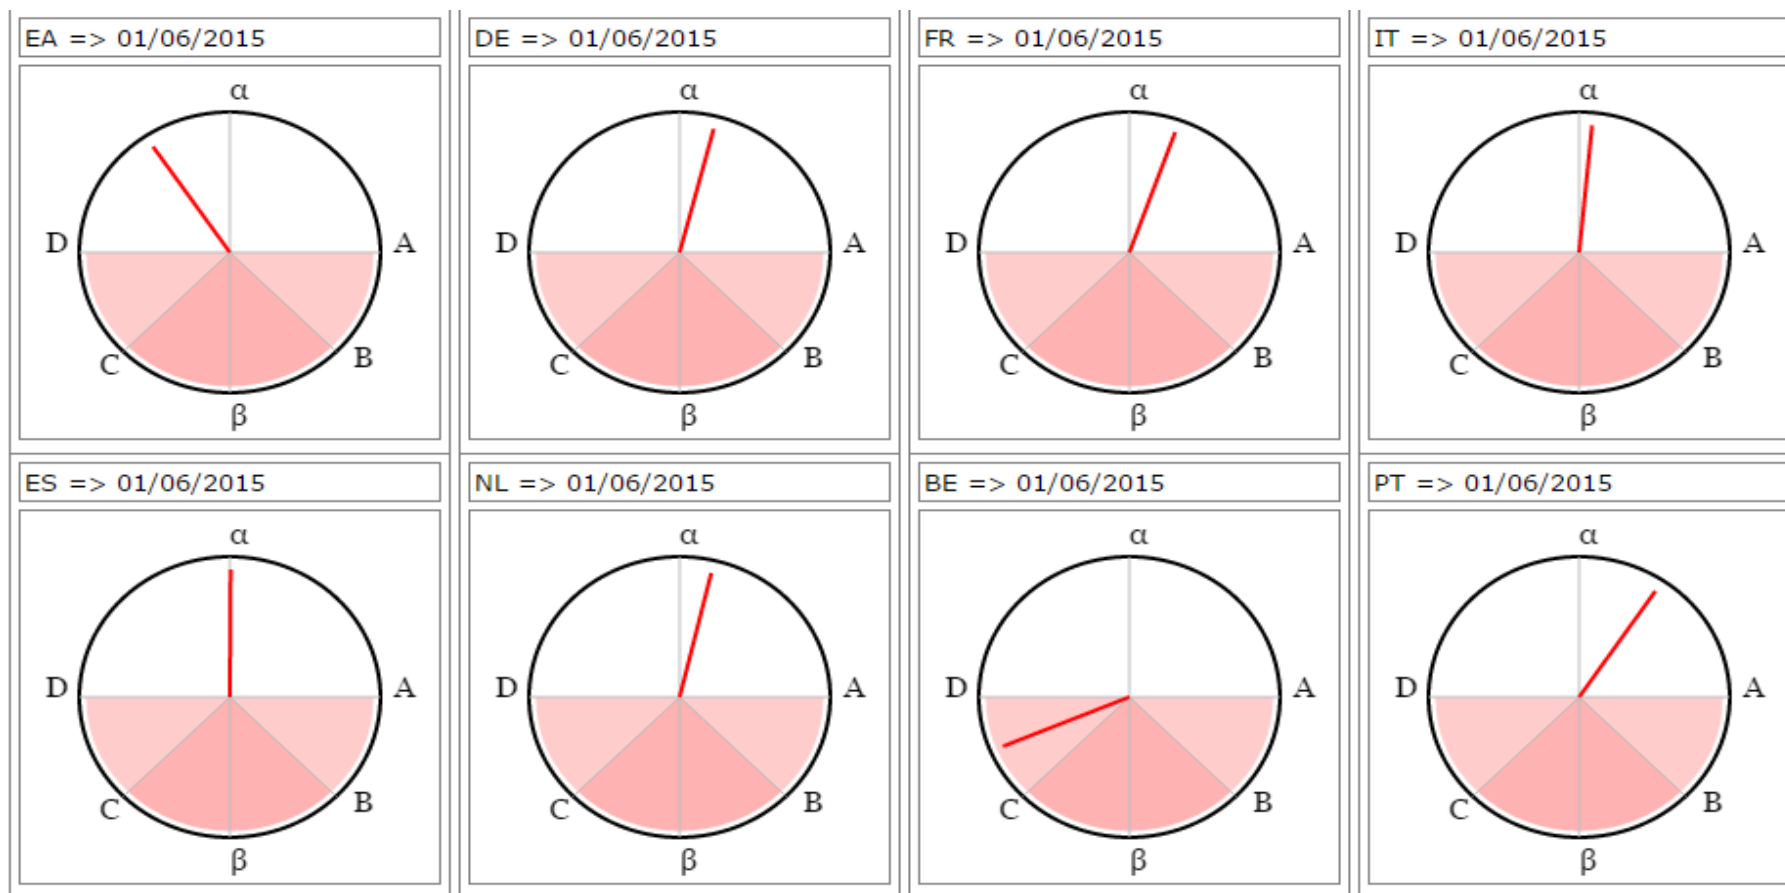 EA => 01/06/2015
α
D
A
C
B
β
DE => 01/06/2015
α
D
A
C
B
β
FR => 01/06/2015
α
D
A
C
B
β
IT => 01/06/2015
α
D
A
C
B
β
ES => 01/06/2015
α
D
A
C
B
β
NL => 01/06/2015
α
D
A
C
B
β
BE => 01/06/2015
α
D
A
C
B
β
PT => 01/06/2015
α
D
A
C
B
β